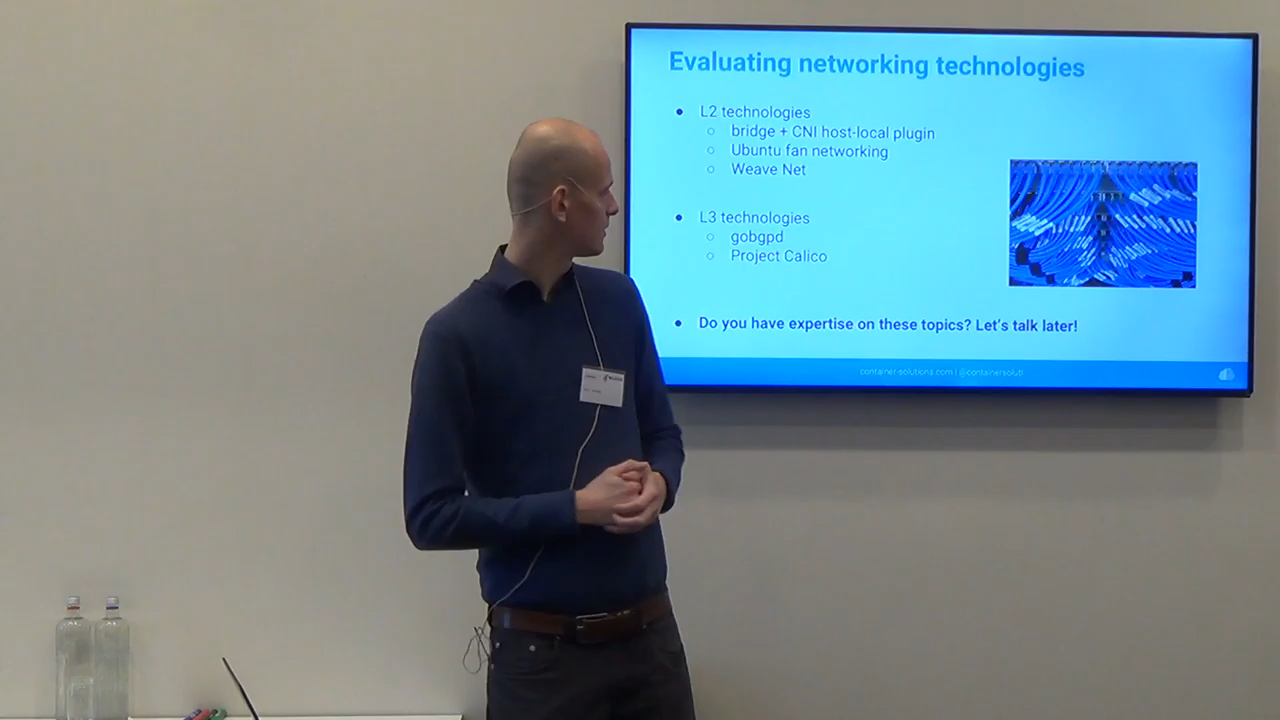 Evaluating networking technologies
● L2 technologies
○ bridge + CNI host-local plugin
○ Ubuntu fan networking
○ Weave Net
● L3 technologies
○ gobgpd
○ Project Calico
● Do you have expertise on these topics? Let's talk later!
container-solutions.com | @containersoluti